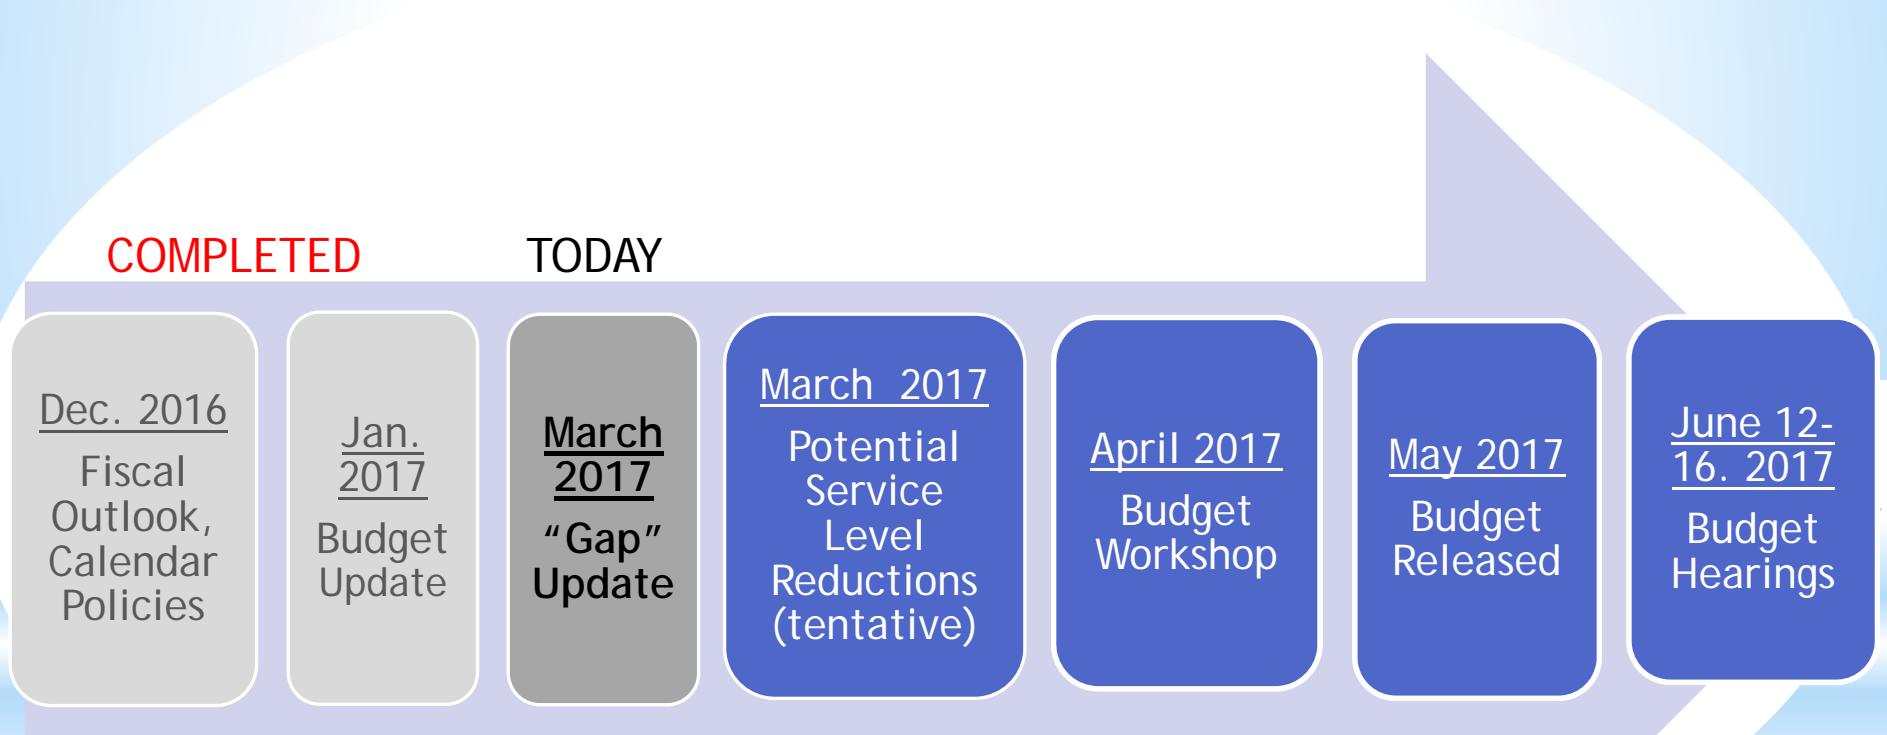 COMPLETED
TODAY
Dec. 2016
Fiscal
Outlook,
Calendar
Policies
Jan.
2017
Budget
Update
March
2017
“Gap”
Update
March 2017
Potential
Service
Level
Reductions
(tentative)
April 2017
Budget
Workshop
May 2017
Budget
Released
June 12-
16. 2017
Budget
Hearings